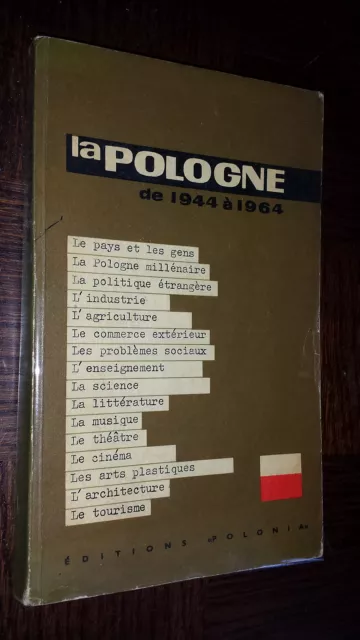 la POLOGNE
de 1944 à 1964
Le pays et les gens
La Pologne millénaire
La politique étrangère
L'industrie
L'agriculture
Le commerce extérieur
Les problèmes sociaux
L'enseignement
La science
La littérature
La musique
Le théâtre
Le cinéma
Les arts plastiques
L'architecture
Le tourisme
ÉDITIONS «POLONIA»